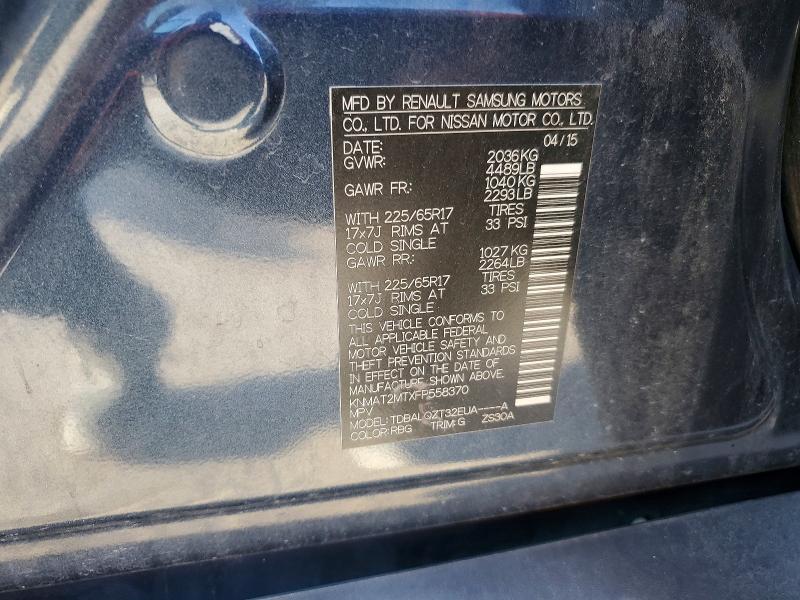 MFD BY RENAULT SAMSUNG MOTORS
CO., LTD. FOR NISSAN MOTOR CO., LTD.
DATE: 04/15
GVWR: 2036KG
4489LB
GAWR FR: 1040KG
2293LB
WITH 225/65R17 TIRES
17x7J RIMS AT 33 PSI
COLD SINGLE
GAWR RR: 1027 KG
2264LB
WITH 225/65R17 TIRES
17x7J RIMS AT 33 PSI
COLD SINGLE
THIS VEHICLE CONFORMS TO
ALL APPLICABLE FEDERAL
MOTOR VEHICLE SAFETY AND
THEFT PREVENTION STANDARDS
IN EFFECT ON THE DATE OF
MANUFACTURE SHOWN ABOVE.
KNMAT2MTXFP558370
MPV
MODEL: TDBALQZT32EUA----A
COLOR:RBG TRIM:G ZS30A